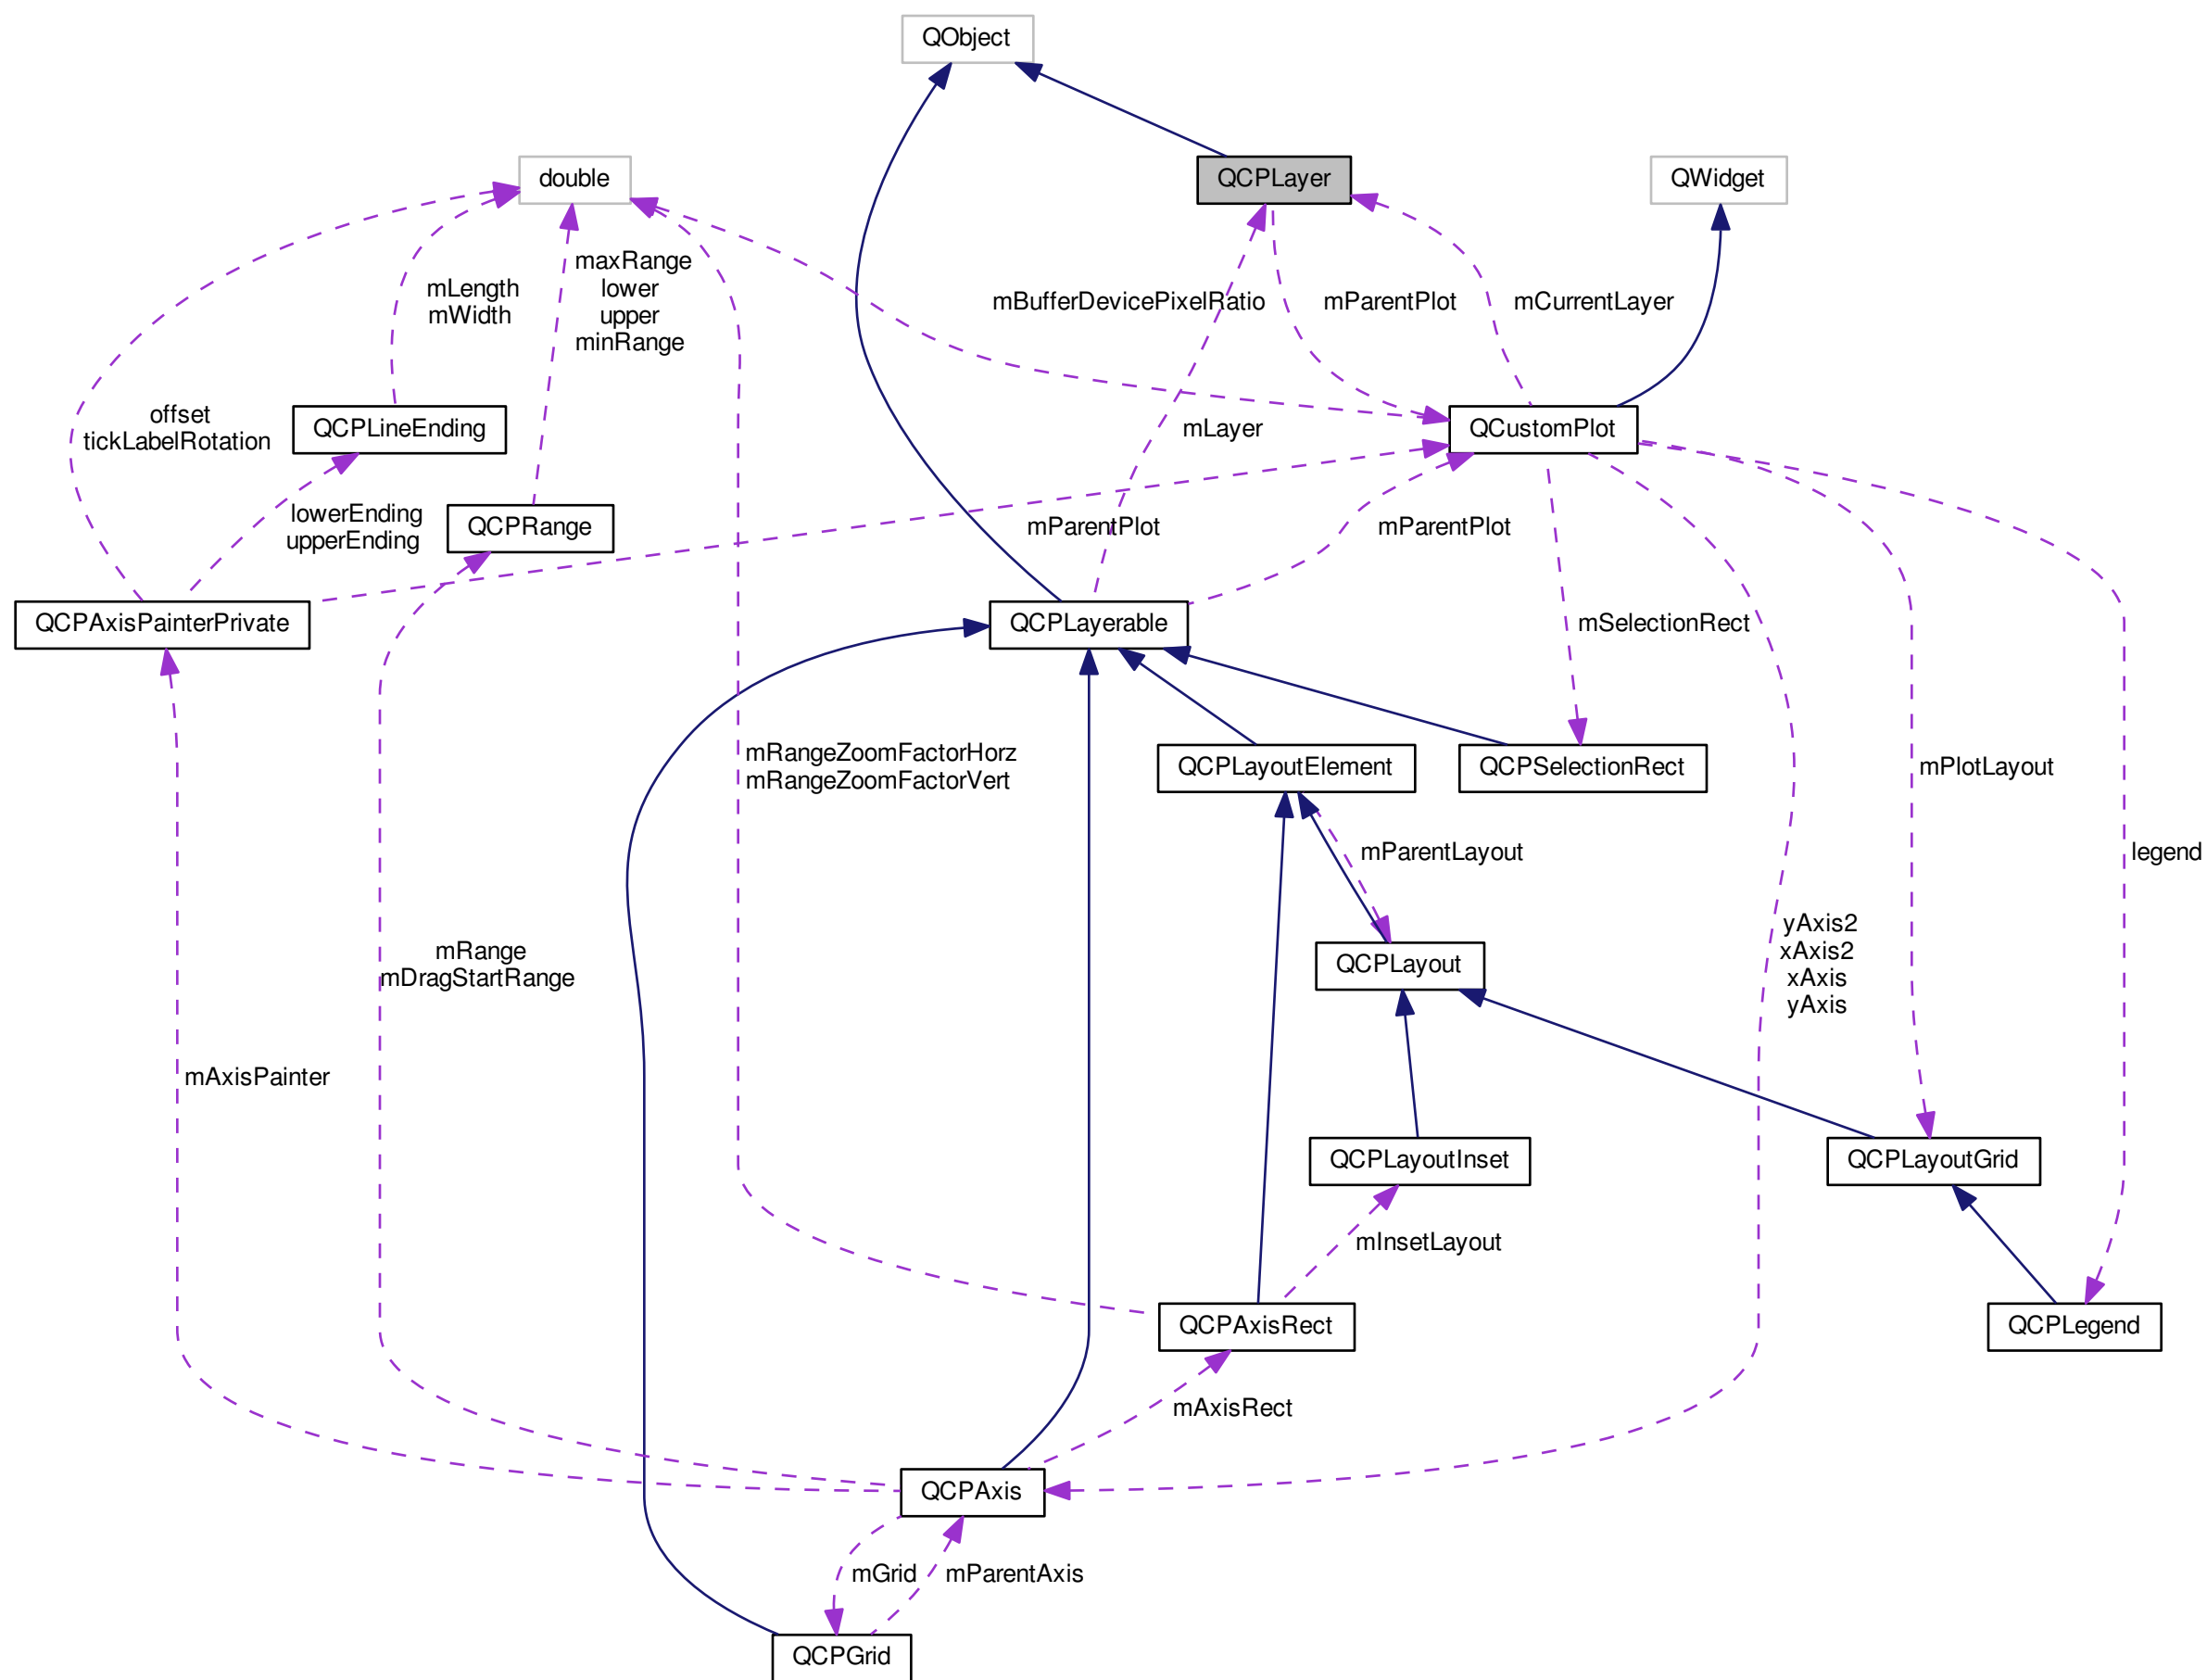 QObject
double
QCPLayer
QWidget
maxRange
lower
upper
minRange
mLength
mWidth
mBufferDevicePixelRatio
mParentPlot
mCurrentLayer
offset
tickLabelRotation
QCPLineEnding
mLayer
QCustomPlot
lowerEnding
upperEnding
QCPRange
mParentPlot
mParentPlot
QCPAxisPainterPrivate
QCPLayerable
mSelectionRect
mRangeZoomFactorHorz
mRangeZoomFactorVert
QCPLayoutElement
QCPSelectionRect
mPlotLayout
mParentLayout
legend
mRange
mDragStartRange
QCPLayout
yAxis2
xAxis2
xAxis
yAxis
mAxisPainter
QCPLayoutInset
QCPLayoutGrid
mInsetLayout
QCPAxisRect
QCPLegend
mAxisRect
QCPAxis
mGrid
mParentAxis
QCPGrid